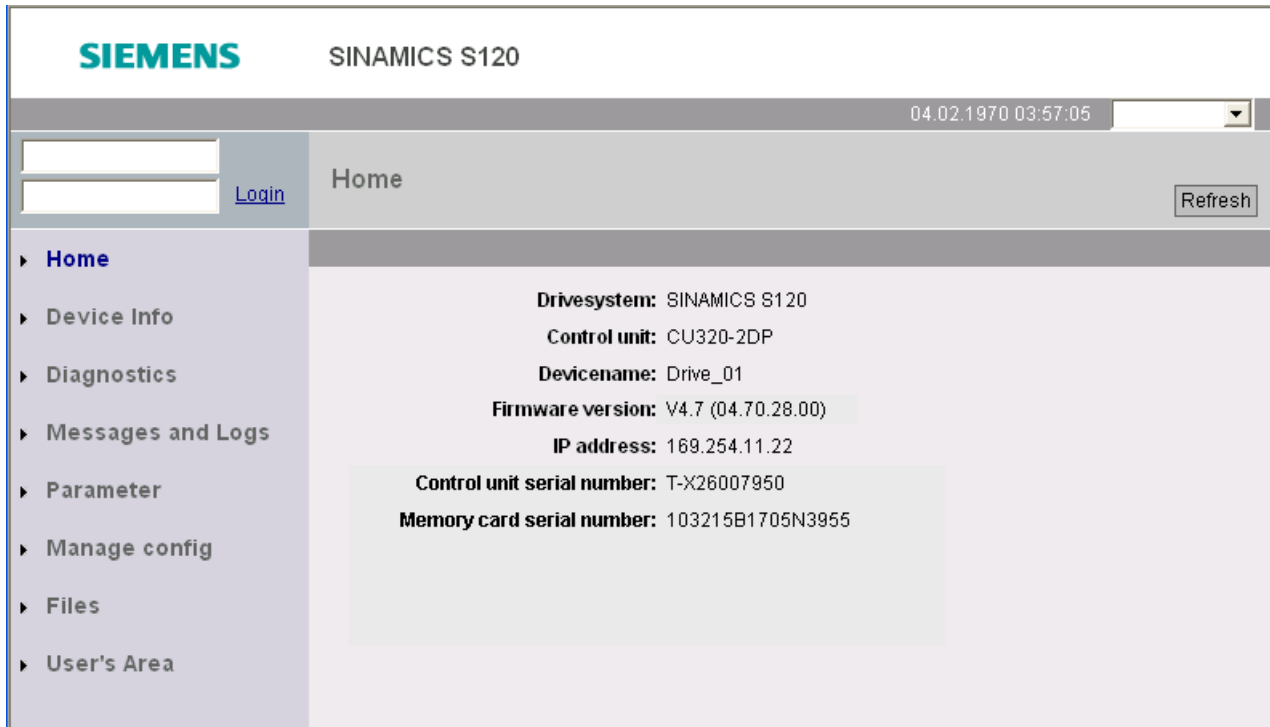 SIEMENS SINAMICS S120
04.02.1970 03:57:05
Login
Home
Refresh
Home
Device Info
Diagnostics
Messages and Logs
Parameter
Manage config
Files
User's Area
Drivesystem: SINAMICS S120
Control unit: CU320-2DP
Devicename: Drive_01
Firmware version: V4.7 (04.70.28.00)
IP address: 169.254.11.22
Control unit serial number: T-X26007950
Memory card serial number: 103215B1705N3955